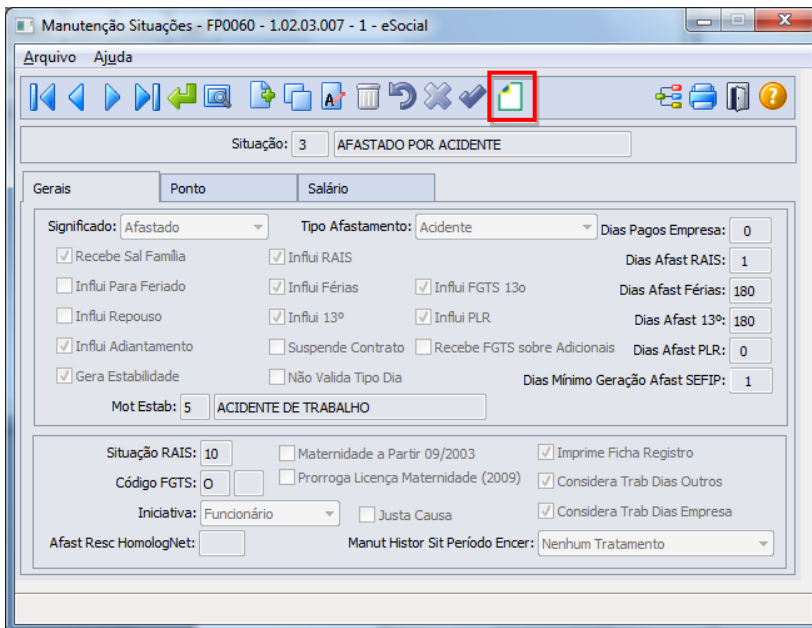 Manutenção Situações - FP0060 - 1.02.03.007 - 1 - eSocial
Arquivo Ajuda
Situação: 3 AFASTADO POR ACIDENTE
Gerais Ponto Salário
Significado: Afastado Tipo Afastamento: Acidente Dias Pagos Empresa: 0
Recebe Sal Família Influi RAIS Dias Afast RAIS: 1
Influi Para Feriado Influi Férias Influi FGTS 13o Dias Afast Férias: 180
Influi Repouso Influi 13º Influi PLR Dias Afast 13º: 180
Influi Adiantamento Suspende Contrato Recebe FGTS sobre Adicionais Dias Afast PLR: 0
Gera Estabilidade Não Valida Tipo Dia Dias Mínimo Geração Afast SEFIP: 1
Mot Estab: 5 ACIDENTE DE TRABALHO
Situação RAIS: 10 Maternidade a Partir 09/2003 Imprime Ficha Registro
Código FGTS: O Prorroga Licença Maternidade (2009) Considera Trab Dias Outros
Iniciativa: Funcionário Justa Causa Considera Trab Dias Empresa
Afast Resc HomologNet: Manut Histor Sit Período Encer: Nenhum Tratamento